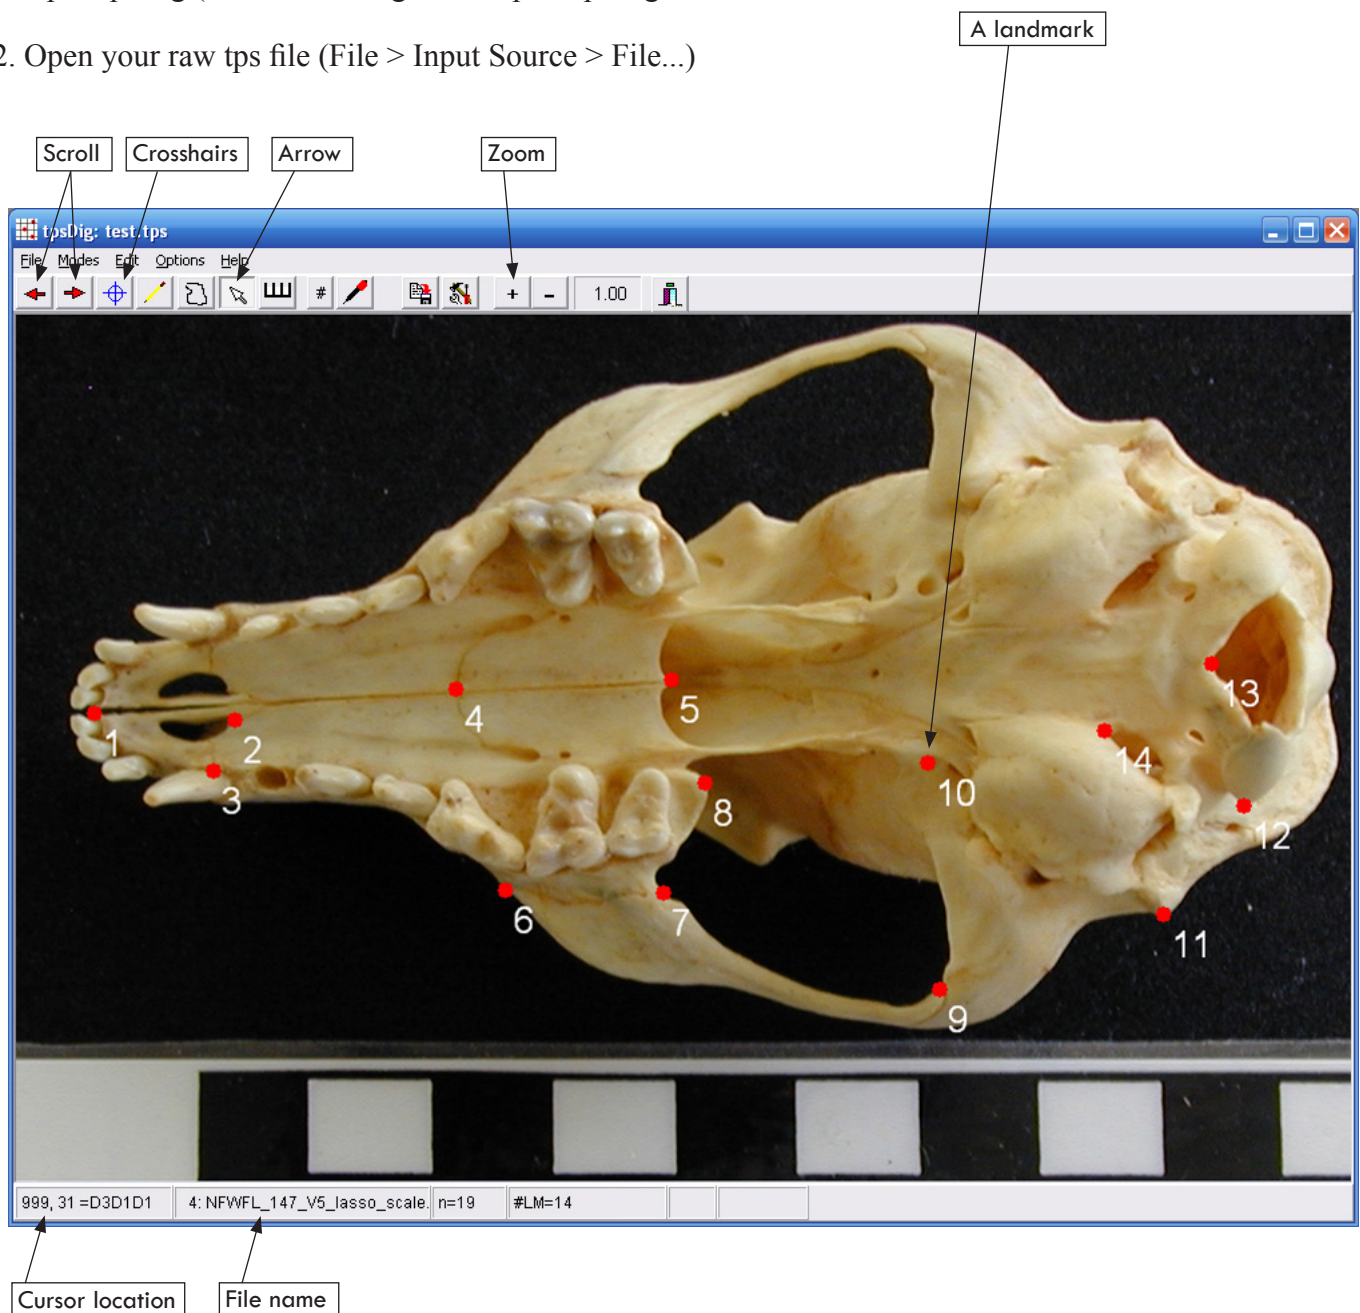 2. Open your raw tps file (File > Input Source > File...)
A landmark
Scroll
Crosshairs
Arrow
Zoom
tpsDig: test.tps
File Modes Edit Options Help
#
+
-
1.00
1
2
3
4
5
6
7
8
9
10
11
12
13
14
999, 31 =D3D1D1
4: NFWFL_147_V5_lasso_scale.
n=19
#LM=14
Cursor location
File name